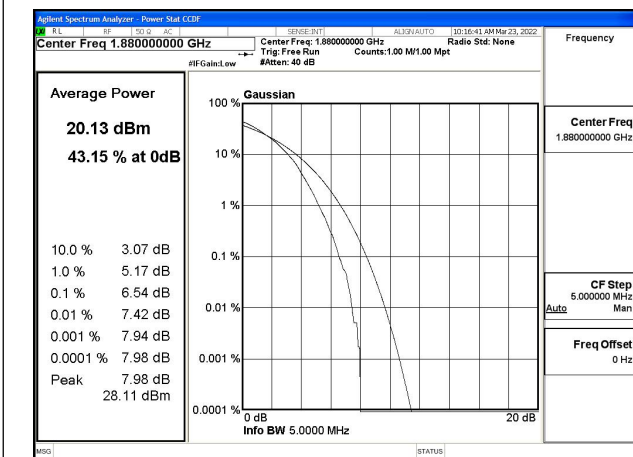 Agilent Spectrum Analyzer - Power Stat CCDF
RL RF 50 Ω AC SENSE:INT ALIGN AUTO 10:16:41 AM Mar 23, 2022
Center Freq 1.880000000 GHz
Center Freq: 1.880000000 GHz Radio Std: None
Trig: Free Run Counts:1.00 M/1.00 Mpt
#IFGain:Low #Atten: 40 dB
Frequency
Average Power
20.13 dBm
43.15 % at 0dB
10.0 % 3.07 dB
1.0 % 5.17 dB
0.1 % 6.54 dB
0.01 % 7.42 dB
0.001 % 7.94 dB
0.0001 % 7.98 dB
Peak 7.98 dB
28.11 dBm
Gaussian
100 %
10 %
1 %
0.1 %
0.01 %
0.001 %
0.0001 %
0 dB 20 dB
Info BW 5.0000 MHz
Center Freq
1.880000000 GHz
CF Step
5.000000 MHz
Auto Man
Freq Offset
0 Hz
MSG STATUS